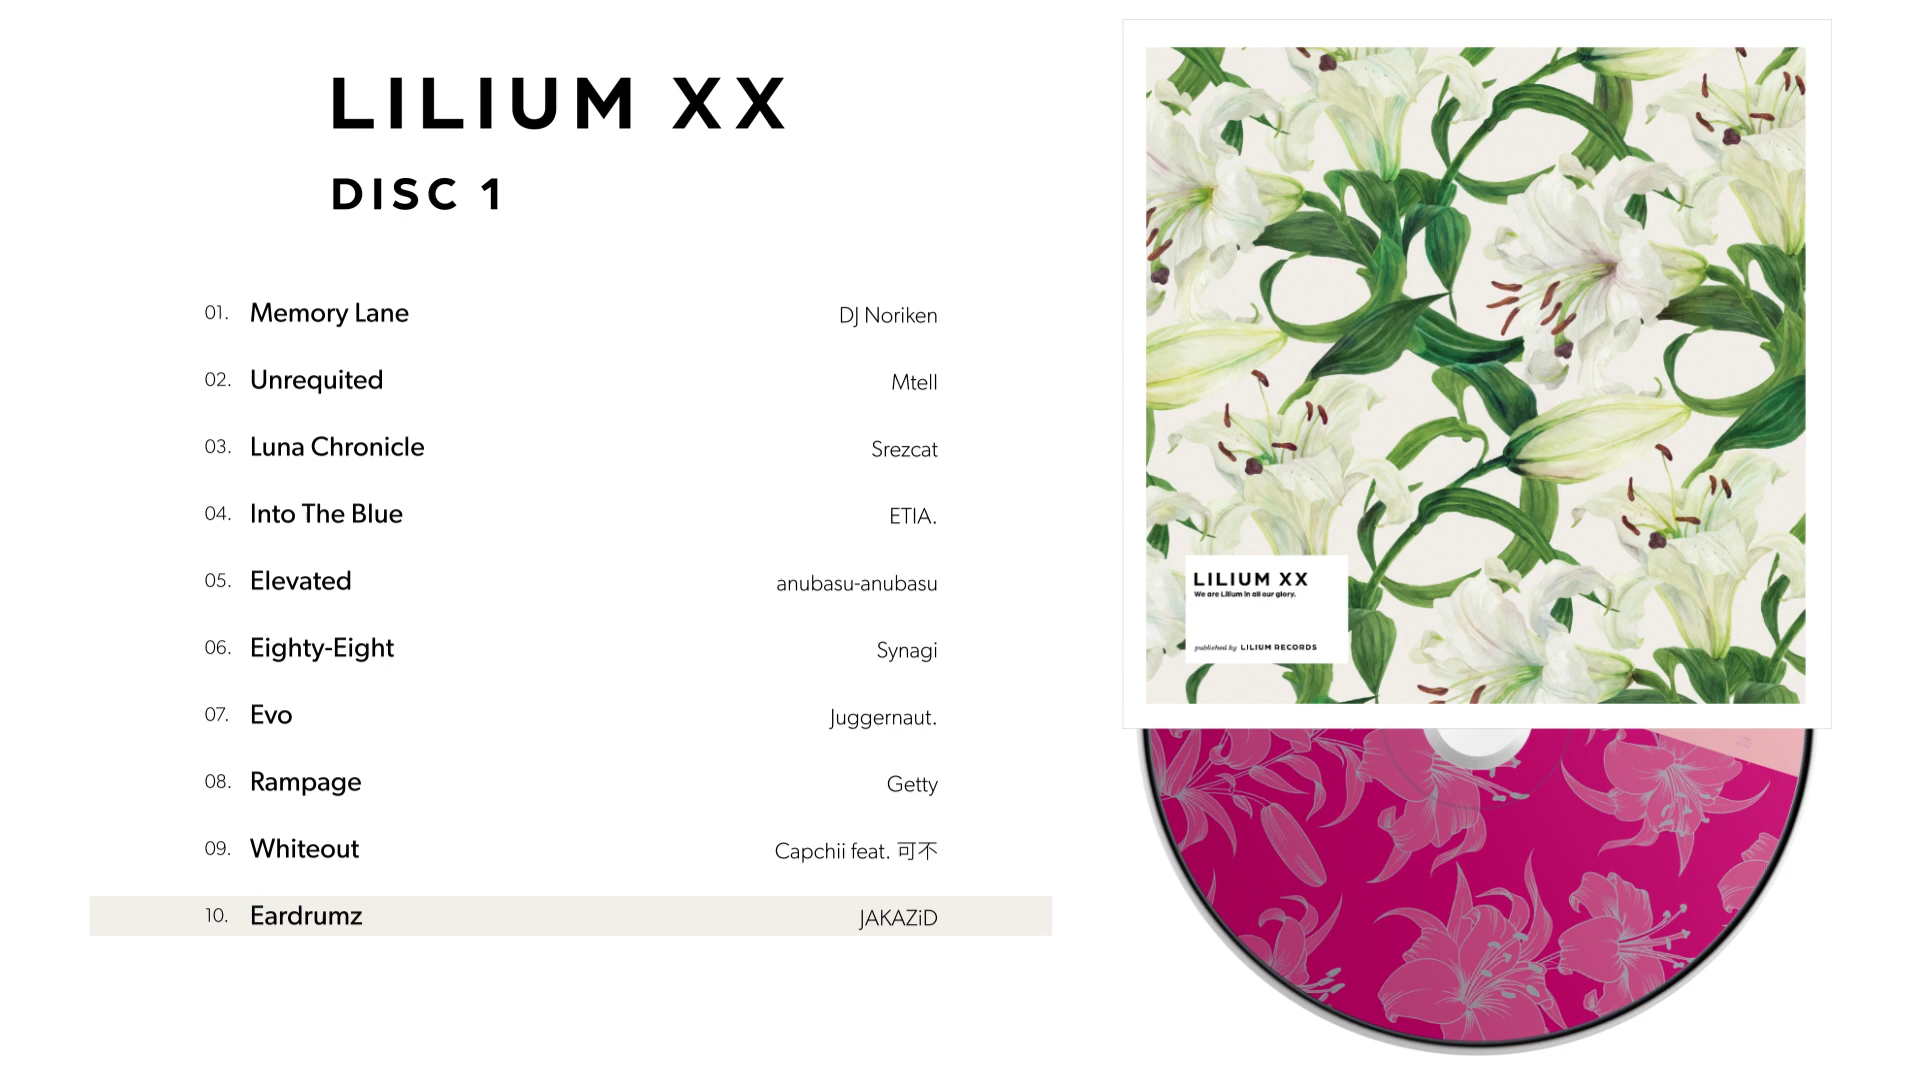 LILIUM XX
DISC 1
01. Memory Lane DJ Noriken
02. Unrequited Mtell
03. Luna Chronicle Srezcat
04. Into The Blue ETIA.
05. Elevated anubasu-anubasu
06. Eighty-Eight Synagi
07. Evo Juggernaut.
08. Rampage Getty
09. Whiteout Capchii feat. 可不
10. Eardrumz JAKAZiD
LILIUM XX
We are Lilium in all our glory.
published by LILIUM RECORDS